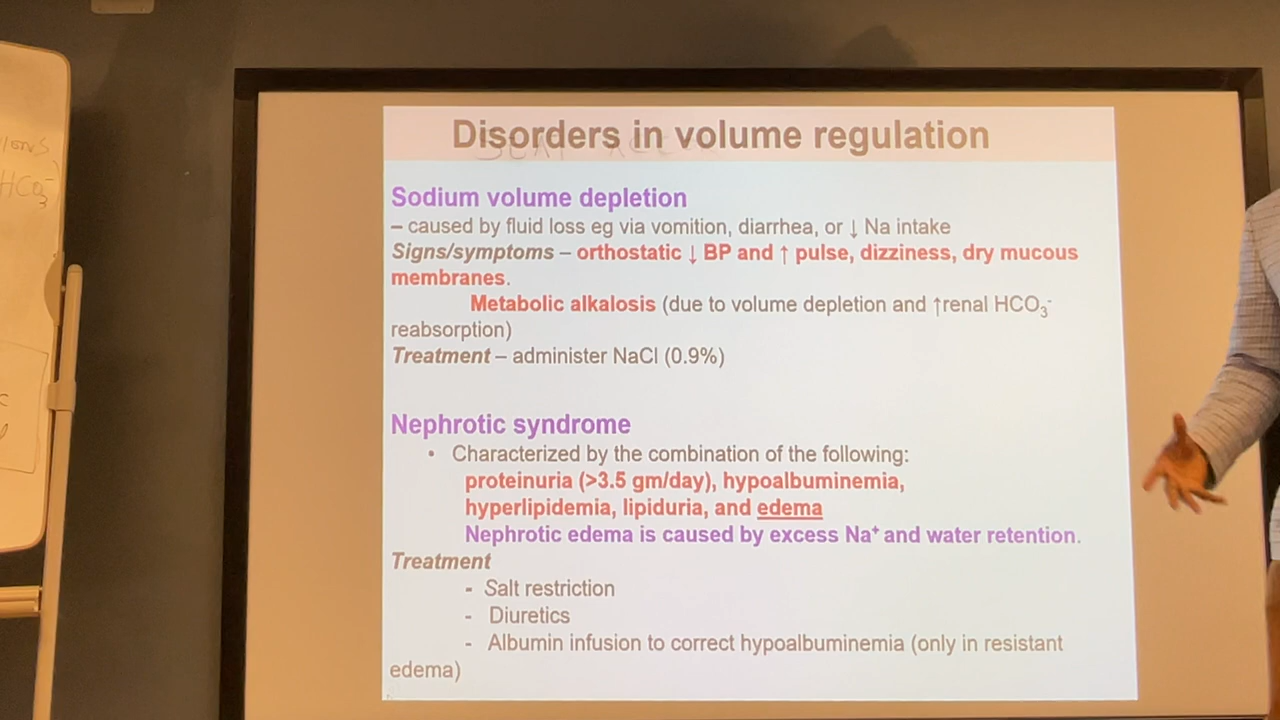 Disorders in volume regulation
Sodium volume depletion
– caused by fluid loss eg via vomition, diarrhea, or ↓ Na intake
Signs/symptoms – orthostatic ↓ BP and ↑ pulse, dizziness, dry mucous
membranes.
Metabolic alkalosis (due to volume depletion and ↑renal HCO₃⁻
reabsorption)
Treatment – administer NaCl (0.9%)
Nephrotic syndrome
• Characterized by the combination of the following:
proteinuria (>3.5 gm/day), hypoalbuminemia,
hyperlipidemia, lipiduria, and edema
Nephrotic edema is caused by excess Na⁺ and water retention.
Treatment
- Salt restriction
- Diuretics
- Albumin infusion to correct hypoalbuminemia (only in resistant
edema)
HCO₃⁻